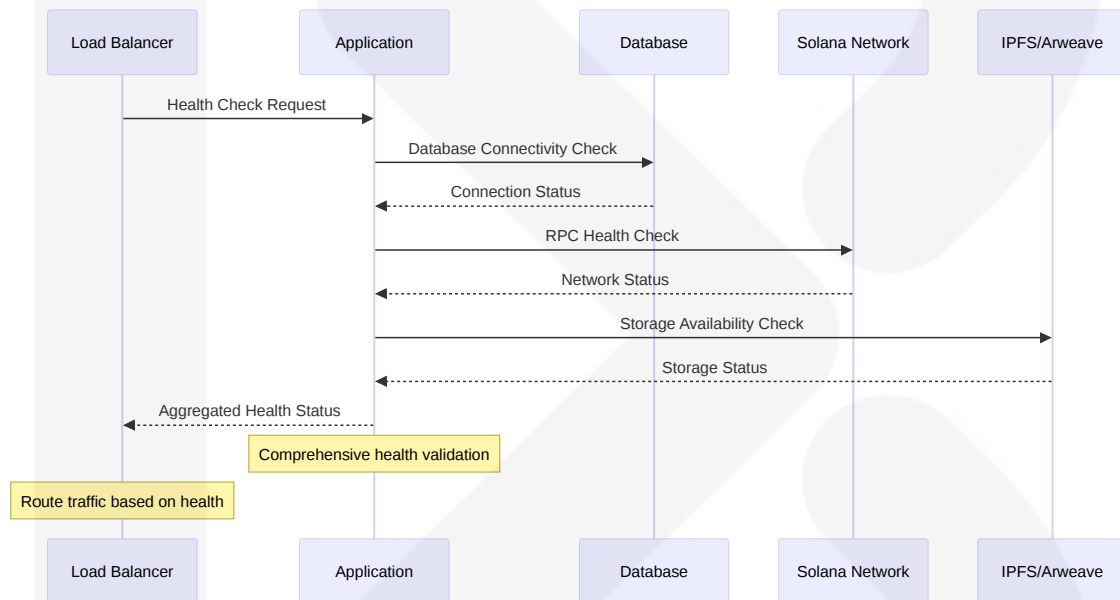 Load Balancer
Application
Database
Solana Network
IPFS/Arweave
Health Check Request
Database Connectivity Check
Connection Status
RPC Health Check
Network Status
Storage Availability Check
Storage Status
Aggregated Health Status
Comprehensive health validation
Route traffic based on health
Load Balancer
Application
Database
Solana Network
IPFS/Arweave